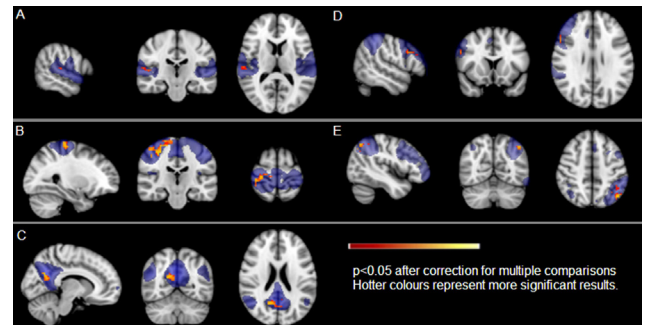 A
D
B
E
C
p<0.05 after correction for multiple comparisons
Hotter colours represent more significant results.